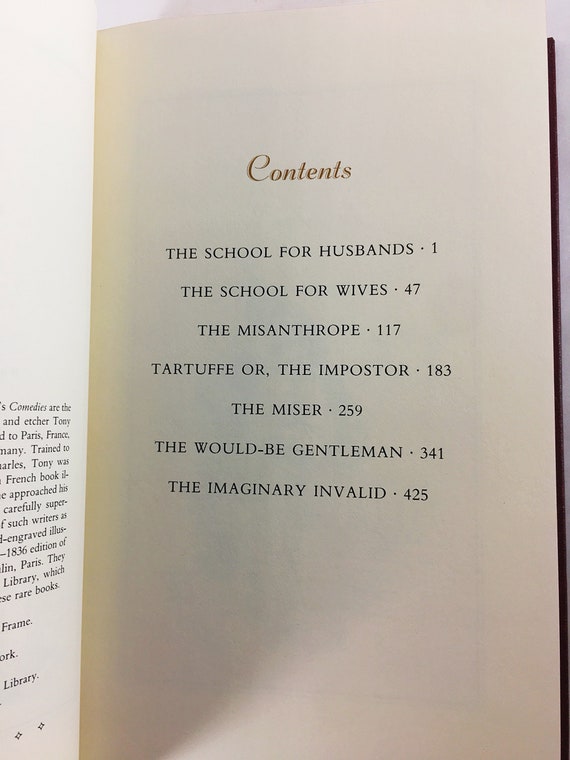 's Comedies are the
and etcher Tony
d to Paris, France,
many. Trained to
harles, Tony was
French book il-
e approached his
carefully super-
f such writers as
d-engraved illus-
–1836 edition of
lin, Paris. They
Library, which
ese rare books.
Frame.
ork.
Library.
Contents
THE SCHOOL FOR HUSBANDS · 1
THE SCHOOL FOR WIVES · 47
THE MISANTHROPE · 117
TARTUFFE OR, THE IMPOSTOR · 183
THE MISER · 259
THE WOULD-BE GENTLEMAN · 341
THE IMAGINARY INVALID · 425